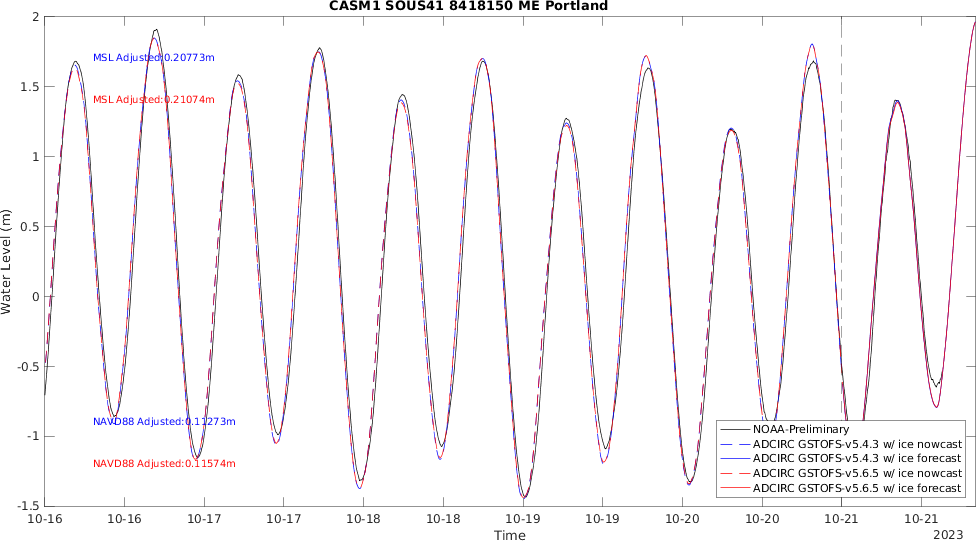 CASM1 SOUS41 8418150 ME Portland
2
1.5
1
0.5
0
-0.5
-1
-1.5
Water Level (m)
MSL Adjusted:0.20773m
MSL Adjusted:0.21074m
NAVD88 Adjusted:0.11273m
NAVD88 Adjusted:0.11574m
NOAA-Preliminary
ADCIRC GSTOFS-v5.4.3 w/ ice nowcast
ADCIRC GSTOFS-v5.4.3 w/ ice forecast
ADCIRC GSTOFS-v5.6.5 w/ ice nowcast
ADCIRC GSTOFS-v5.6.5 w/ ice forecast
10-16 10-16 10-17 10-17 10-18 10-18 10-19 10-19 10-20 10-20 10-21 10-21
2023
Time